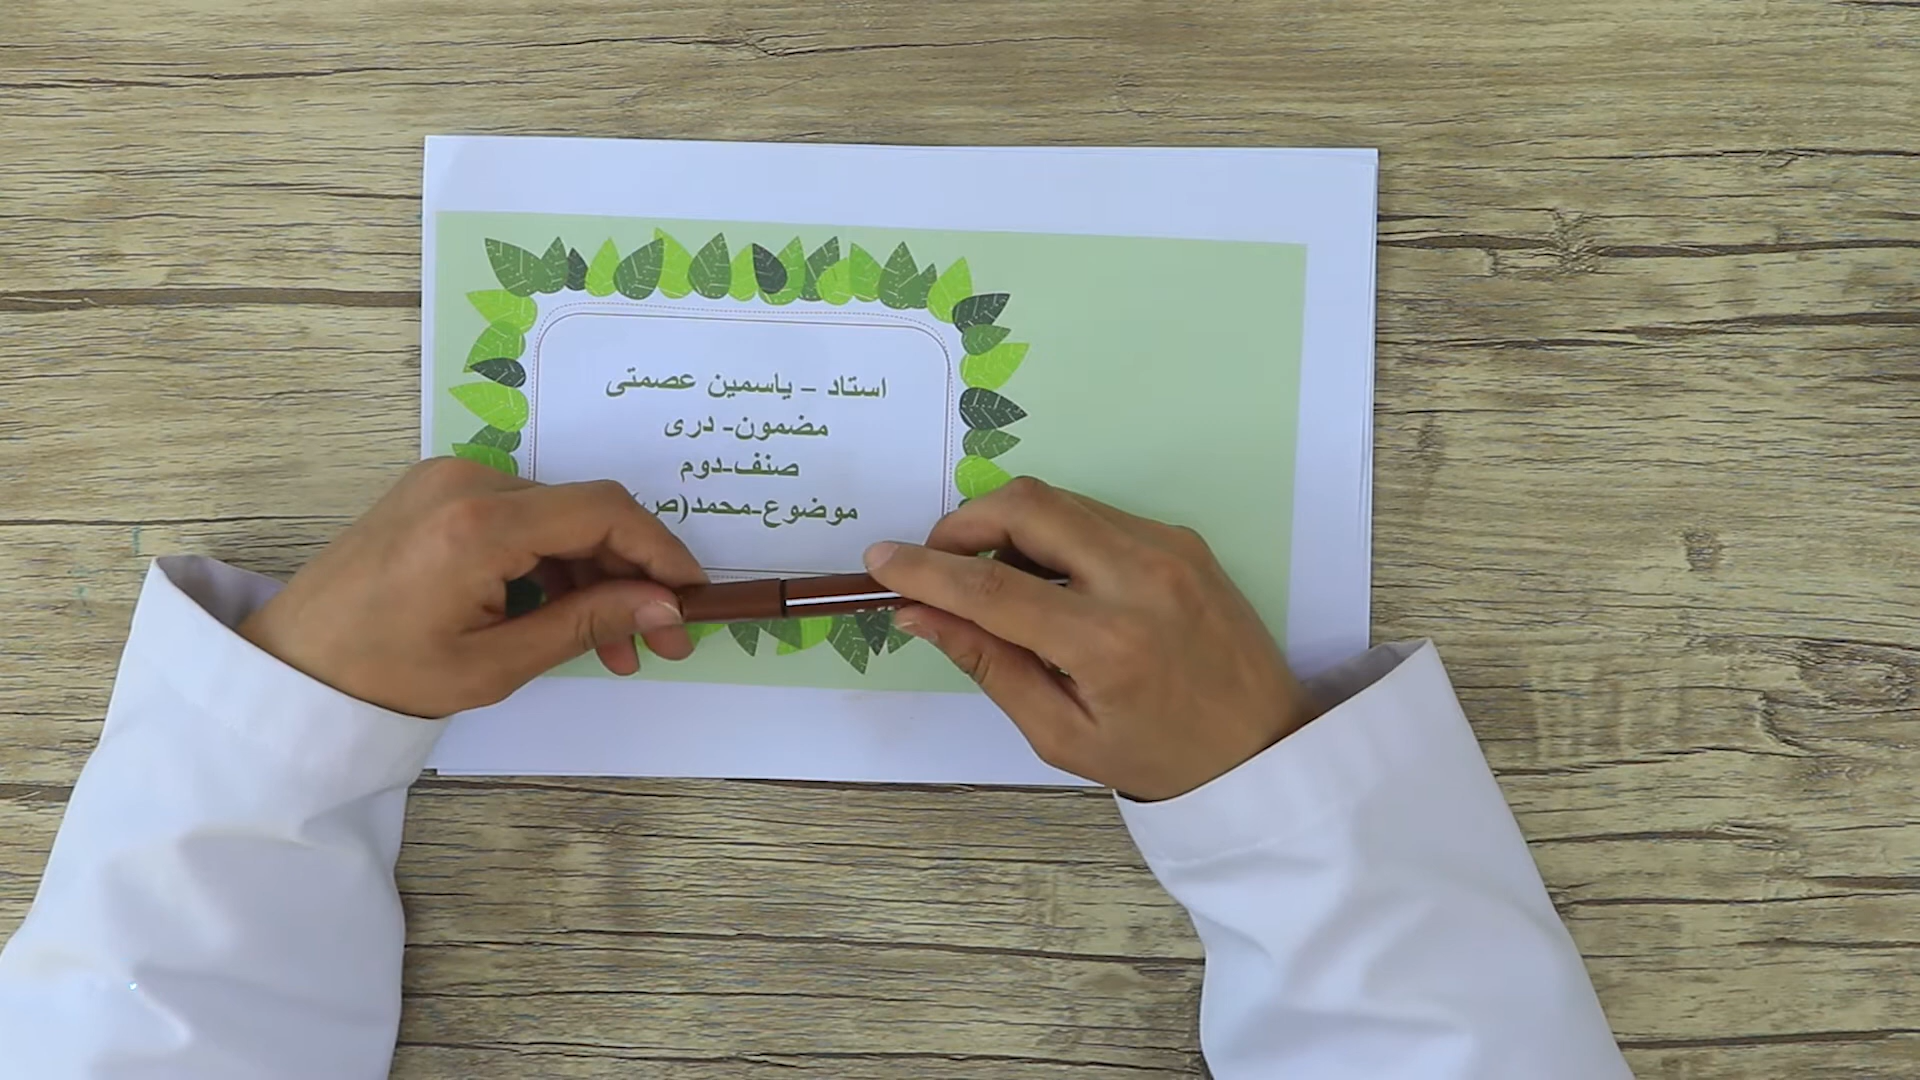 استاد – یاسمین عصمتی
مضمون- دری
صنف-دوم
موضوع-محمد(ص)